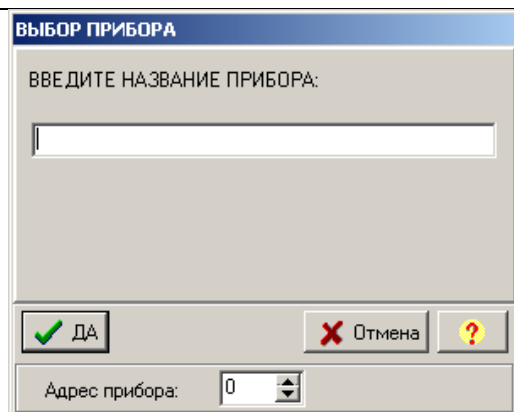 ВЫБОР ПРИБОРА
ВВЕДИТЕ НАЗВАНИЕ ПРИБОРА:
ДА
Отмена
?
Адрес прибора: 0